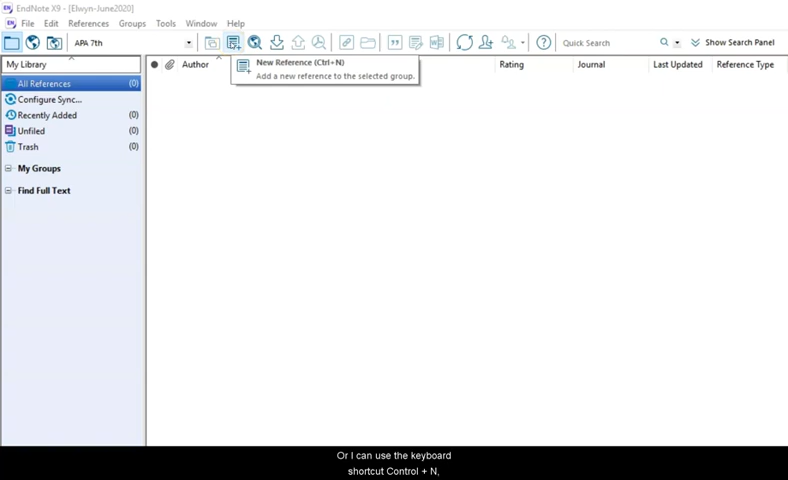 EndNote X9 - [Elwyn-June2020]
File Edit References Groups Tools Window Help
APA 7th
Quick Search
Show Search Panel
My Library
Author
Rating
Journal
Last Updated
Reference Type
New Reference (Ctrl+N)
Add a new reference to the selected group.
All References (0)
Configure Sync...
Recently Added (0)
Unfiled (0)
Trash (0)
My Groups
Find Full Text
Or I can use the keyboard
shortcut Control + N,